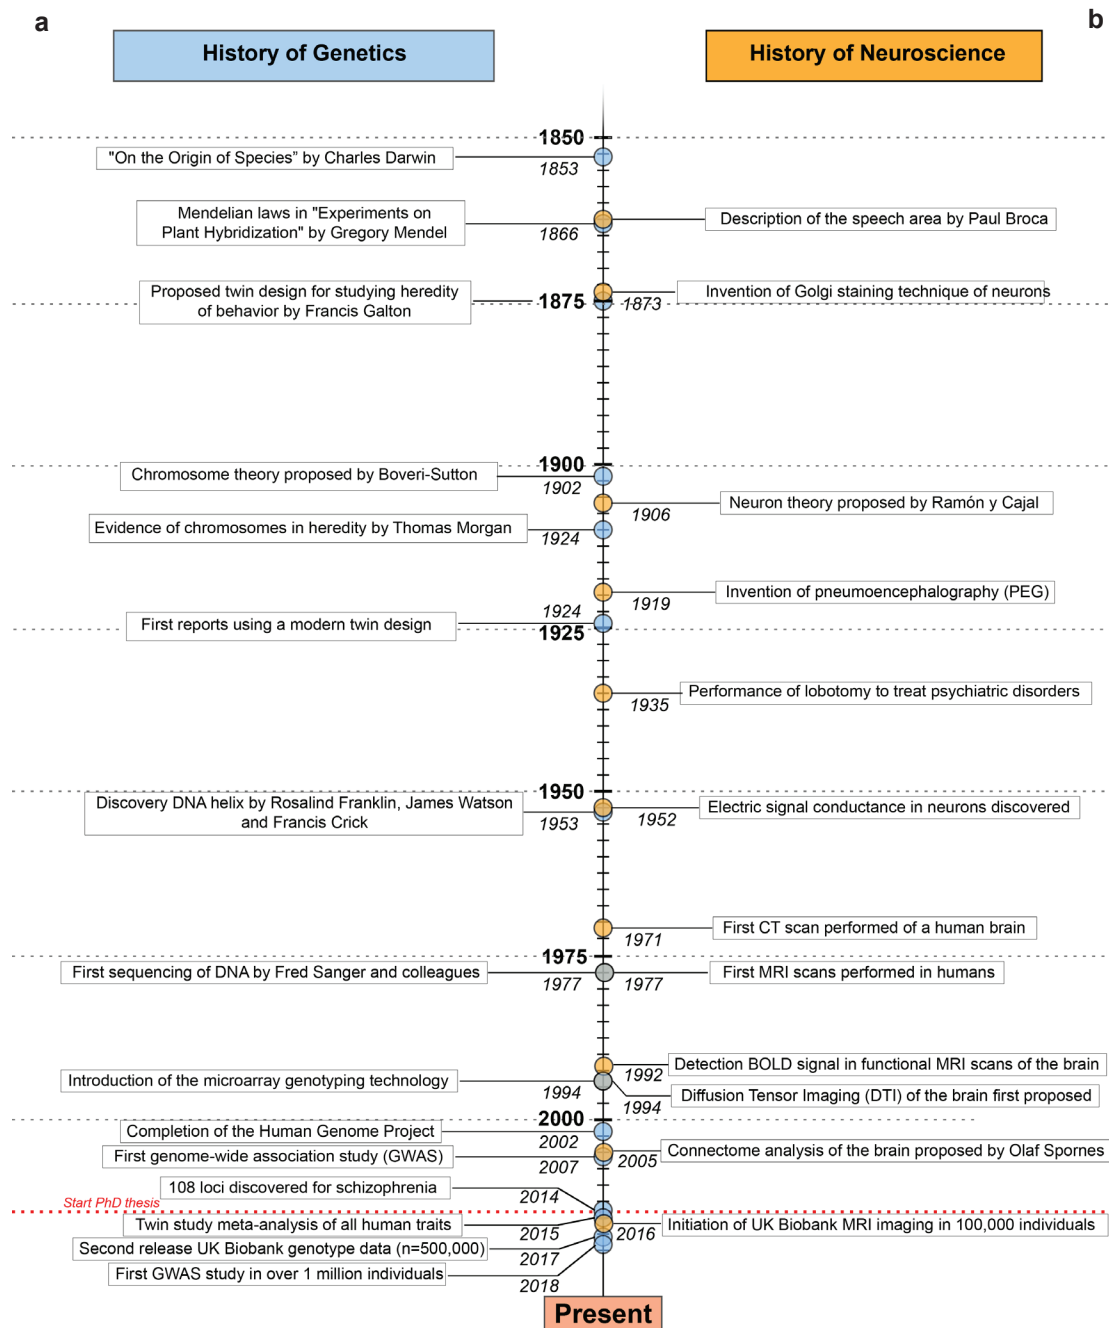 a
b
History of Genetics
History of Neuroscience
1850
"On the Origin of Species” by Charles Darwin
1853
Mendelian laws in "Experiments on
Plant Hybridization" by Gregory Mendel
1866
Description of the speech area by Paul Broca
Proposed twin design for studying heredity
of behavior by Francis Galton
1875
1873
Invention of Golgi staining technique of neurons
1900
Chromosome theory proposed by Boveri-Sutton
1902
Neuron theory proposed by Ramón y Cajal
1906
Evidence of chromosomes in heredity by Thomas Morgan
1924
Invention of pneumoencephalography (PEG)
1919
1924
First reports using a modern twin design
1925
Performance of lobotomy to treat psychiatric disorders
1935
1950
Discovery DNA helix by Rosalind Franklin, James Watson
and Francis Crick
1953
Electric signal conductance in neurons discovered
1952
First CT scan performed of a human brain
1971
1975
First sequencing of DNA by Fred Sanger and colleagues
1977
1977
First MRI scans performed in humans
Detection BOLD signal in functional MRI scans of the brain
1992
Introduction of the microarray genotyping technology
1994
Diffusion Tensor Imaging (DTI) of the brain first proposed
1994
2000
Completion of the Human Genome Project
2002
Connectome analysis of the brain proposed by Olaf Spornes
2005
First genome-wide association study (GWAS)
2007
108 loci discovered for schizophrenia
2014
Start PhD thesis
Twin study meta-analysis of all human traits
2015
2016
Initiation of UK Biobank MRI imaging in 100,000 individuals
Second release UK Biobank genotype data (n=500,000)
2017
First GWAS study in over 1 million individuals
2018
Present